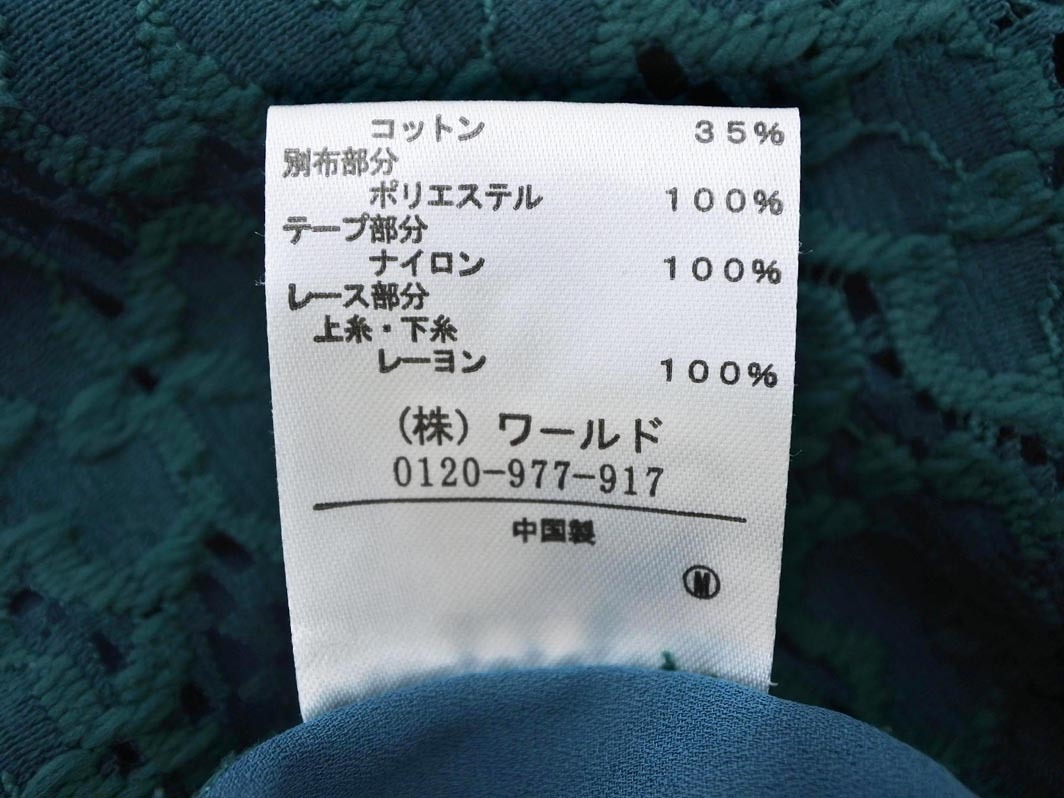 コットン ３５％
別布部分
ポリエステル １００％
テープ部分
ナイロン １００％
レース部分
上糸・下糸
レーヨン １００％
（株）ワールド
0120-977-917
中国製
Ⓜ